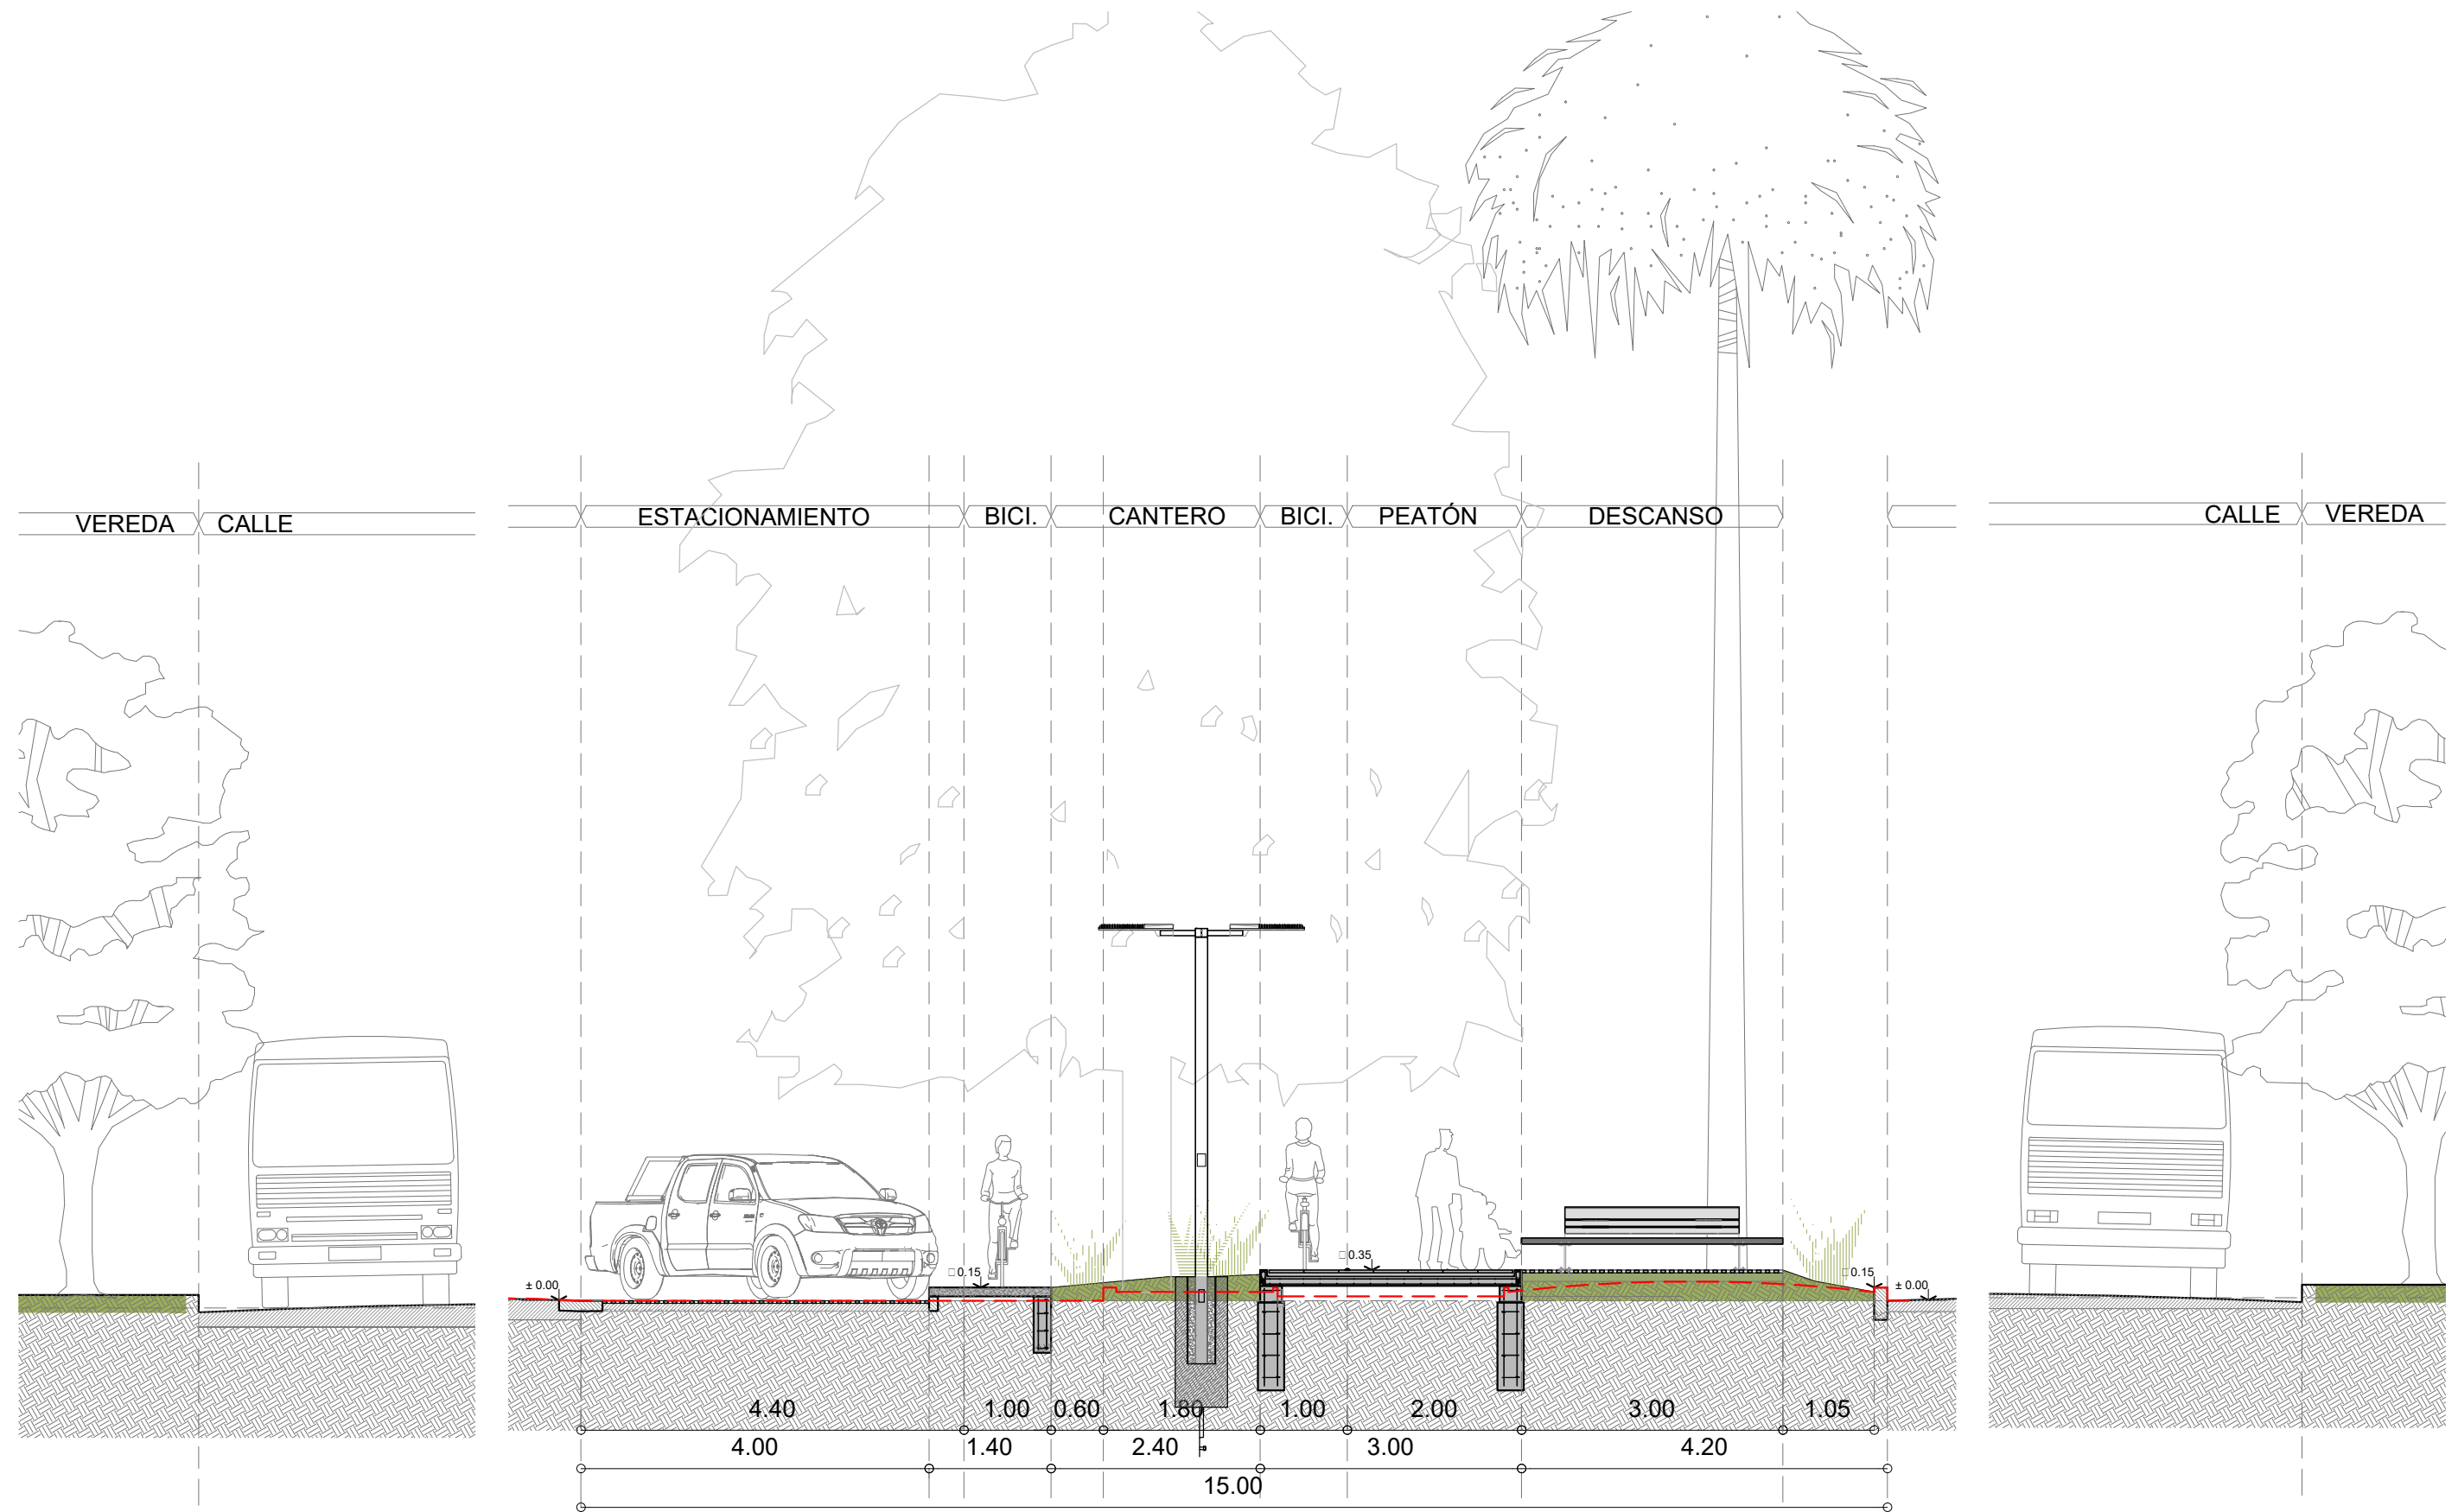 VEREDA CALLE ESTACIONAMIENTO BICI. CANTERO BICI. PEATÓN DESCANSO CALLE VEREDA
± 0.00 □ 0.15 □ 0.35 □ 0.15 ± 0.00
4.40 1.00 0.60 1.80 1.00 2.00 3.00 1.05
4.00 1.40 2.40 3.00 4.20
15.00